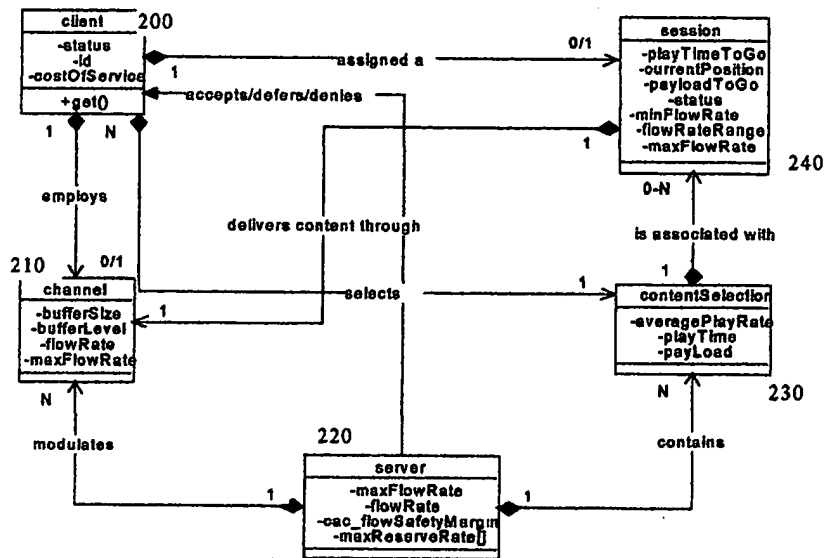 client
200
-status
-id
-costOfService
+get()
1
assigned a
0/1
accepts/defers/denies
session
-playTimeToGo
-currentPosition
-payloadToGo
-status
-minFlowRate
-flowRateRange
-maxFlowRate
240
1
N
1
employs
delivers content through
0-N
is associated with
210
0/1
channel
-bufferSize
-bufferLevel
-flowRate
-maxFlowRate
1
selects
1
1
contentSelection
-averagePlayRate
-playTime
-payLoad
230
N
modulates
1
220
server
-maxFlowRate
-flowRate
-cac_flowSafetyMargin
-maxReserveRate[]
1
N
contains